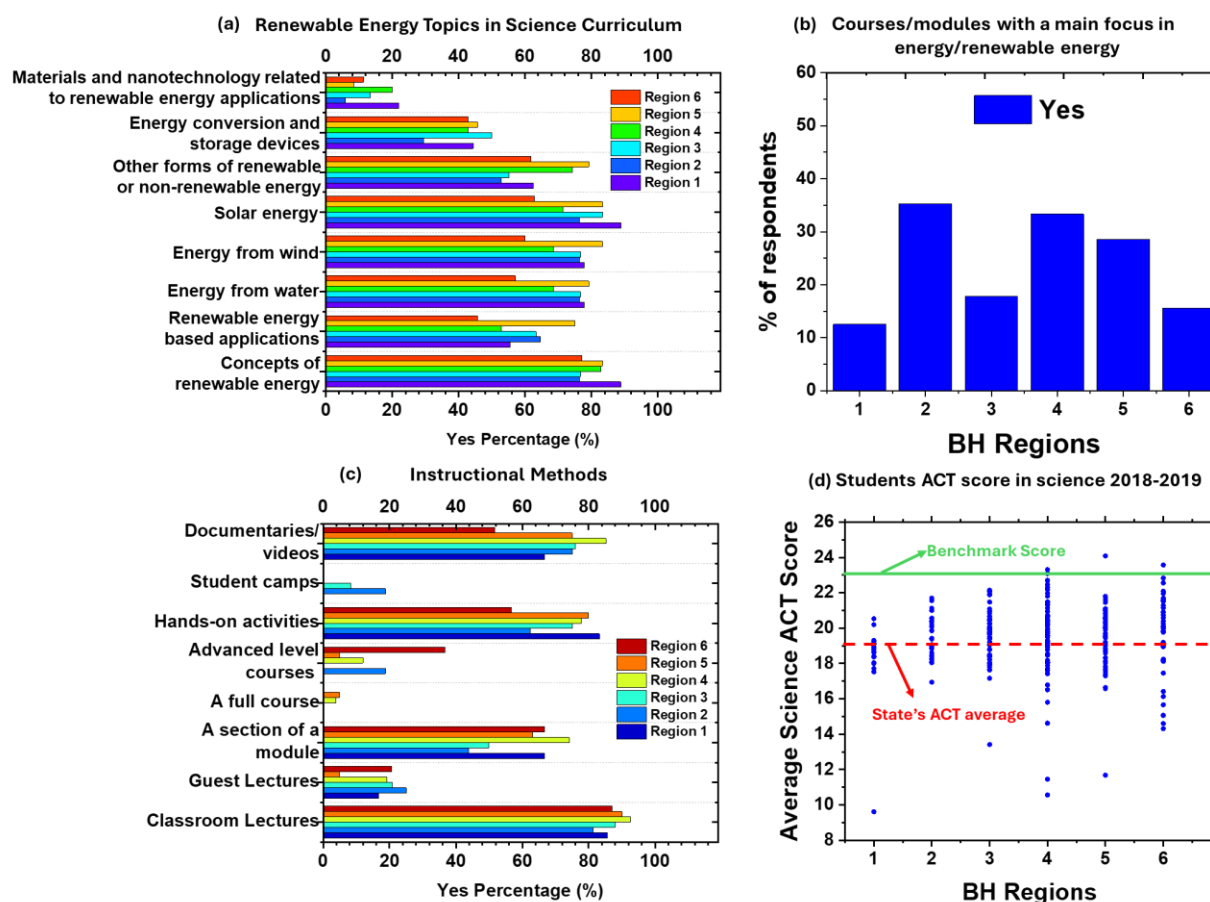 (a) Renewable Energy Topics in Science Curriculum
0 20 40 60 80 100
Materials and nanotechnology related
to renewable energy applications
Energy conversion and
storage devices
Other forms of renewable
or non-renewable energy
Solar energy
Energy from wind
Energy from water
Renewable energy
based applications
Concepts of
renewable energy
Region 6
Region 5
Region 4
Region 3
Region 2
Region 1
0 20 40 60 80 100
Yes Percentage (%)
(b) Courses/modules with a main focus in
energy/renewable energy
Yes
% of respondents
60
50
40
30
20
10
0
1 2 3 4 5 6
BH Regions
(c) Instructional Methods
0 20 40 60 80 100
Documentaries/
videos
Student camps
Hands-on activities
Advanced level
courses
A full course
A section of a
module
Guest Lectures
Classroom Lectures
Region 6
Region 5
Region 4
Region 3
Region 2
Region 1
0 20 40 60 80 100
Yes Percentage (%)
(d) Students ACT score in science 2018-2019
Average Science ACT Score
26
24
22
20
18
16
14
12
10
8
Benchmark Score
State's ACT average
1 2 3 4 5 6
BH Regions